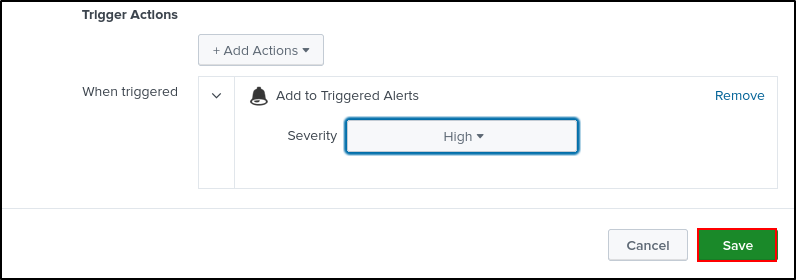 Trigger Actions
+ Add Actions
When triggered
Add to Triggered Alerts
Remove
Severity
High
Cancel
Save